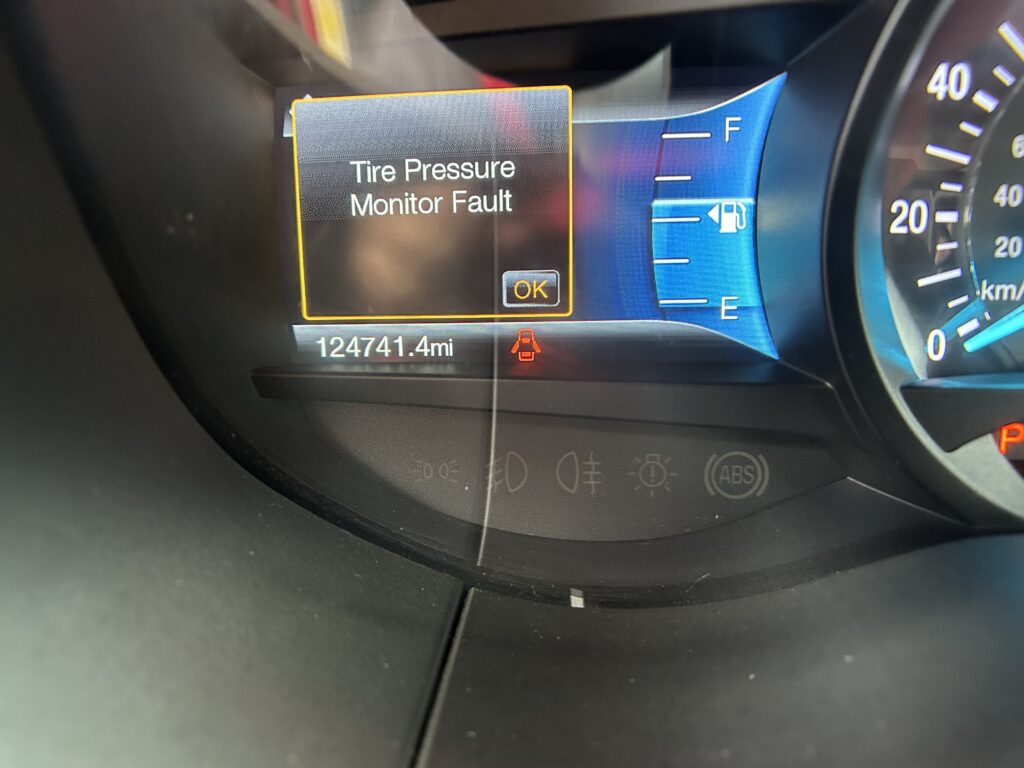 Tire Pressure
Monitor Fault
OK
124741.4mi
F
E
ABS
40
20
0
40
20
km/
P